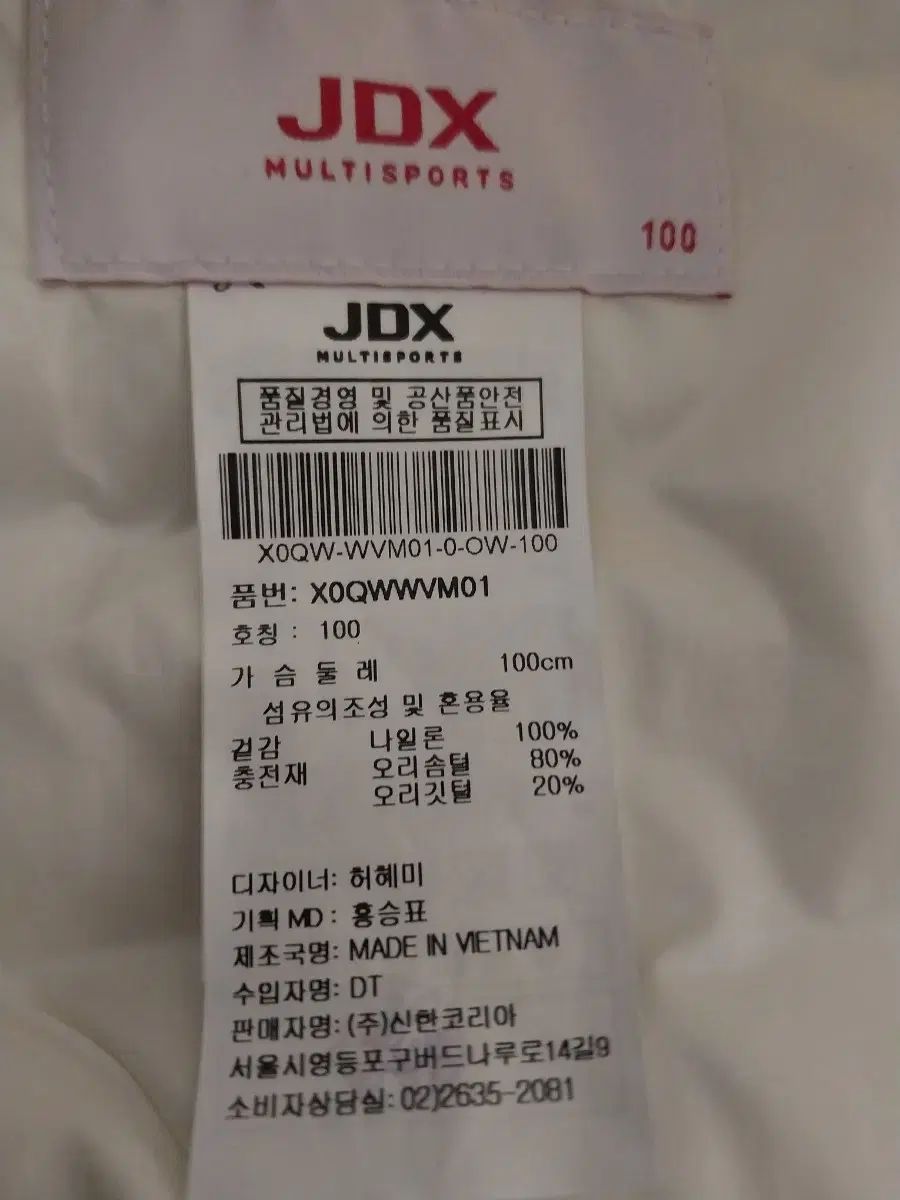 JDX
MULTISPORTS
100
JDX
MULTISPORTS
품질경영 및 공산품안전
관리법에 의한 품질표시
X0QW-WVM01-0-OW-100
품번: X0QWWVM01
호칭 : 100
가 슴 둘 레 100cm
섬유의조성 및 혼용율
겉감 나일론 100%
충전재 오리솜털 80%
오리깃털 20%
디자이너: 허혜미
기획 MD : 홍승표
제조국명: MADE IN VIETNAM
수입자명: DT
판매자명: (주)신한코리아
서울시영등포구버드나루로14길9
소비자상담실: 02)2635-2081